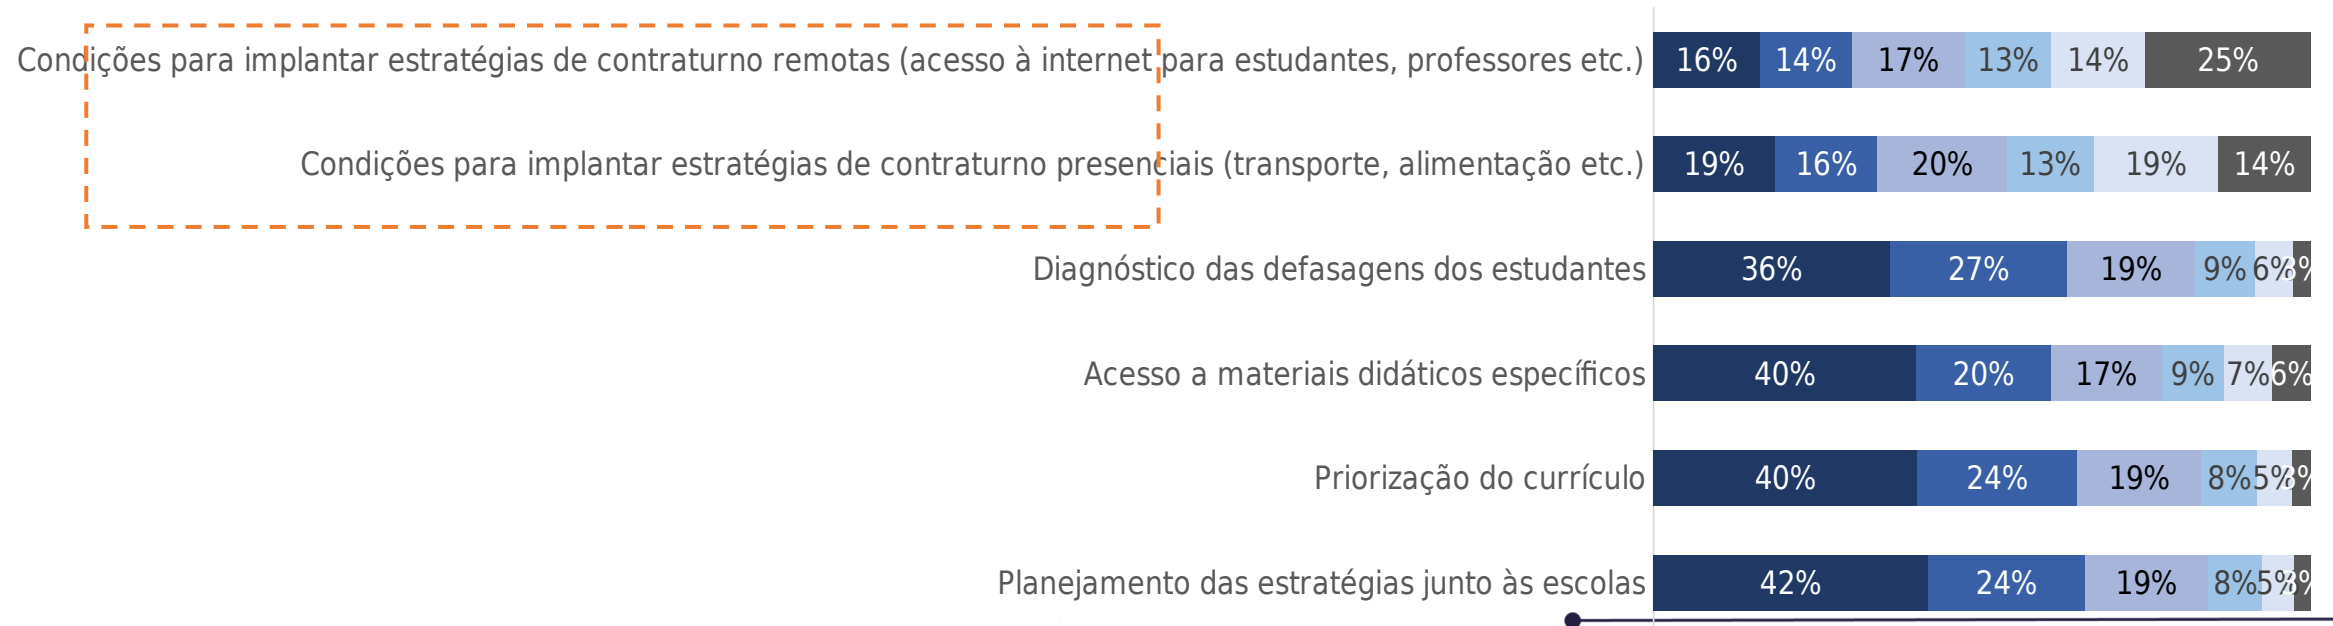 Condições para implantar estratégias de contraturno remotas (acesso à internet para estudantes, professores etc.) 16% 14% 17% 13% 14% 25%
Condições para implantar estratégias de contraturno presenciais (transporte, alimentação etc.) 19% 16% 20% 13% 19% 14%
Diagnóstico das defasagens dos estudantes 36% 27% 19% 9% 6% 3%
Acesso a materiais didáticos específicos 40% 20% 17% 9% 7% 6%
Priorização do currículo 40% 24% 19% 8% 5% 3%
Planejamento das estratégias junto às escolas 42% 24% 19% 8% 5% 3%